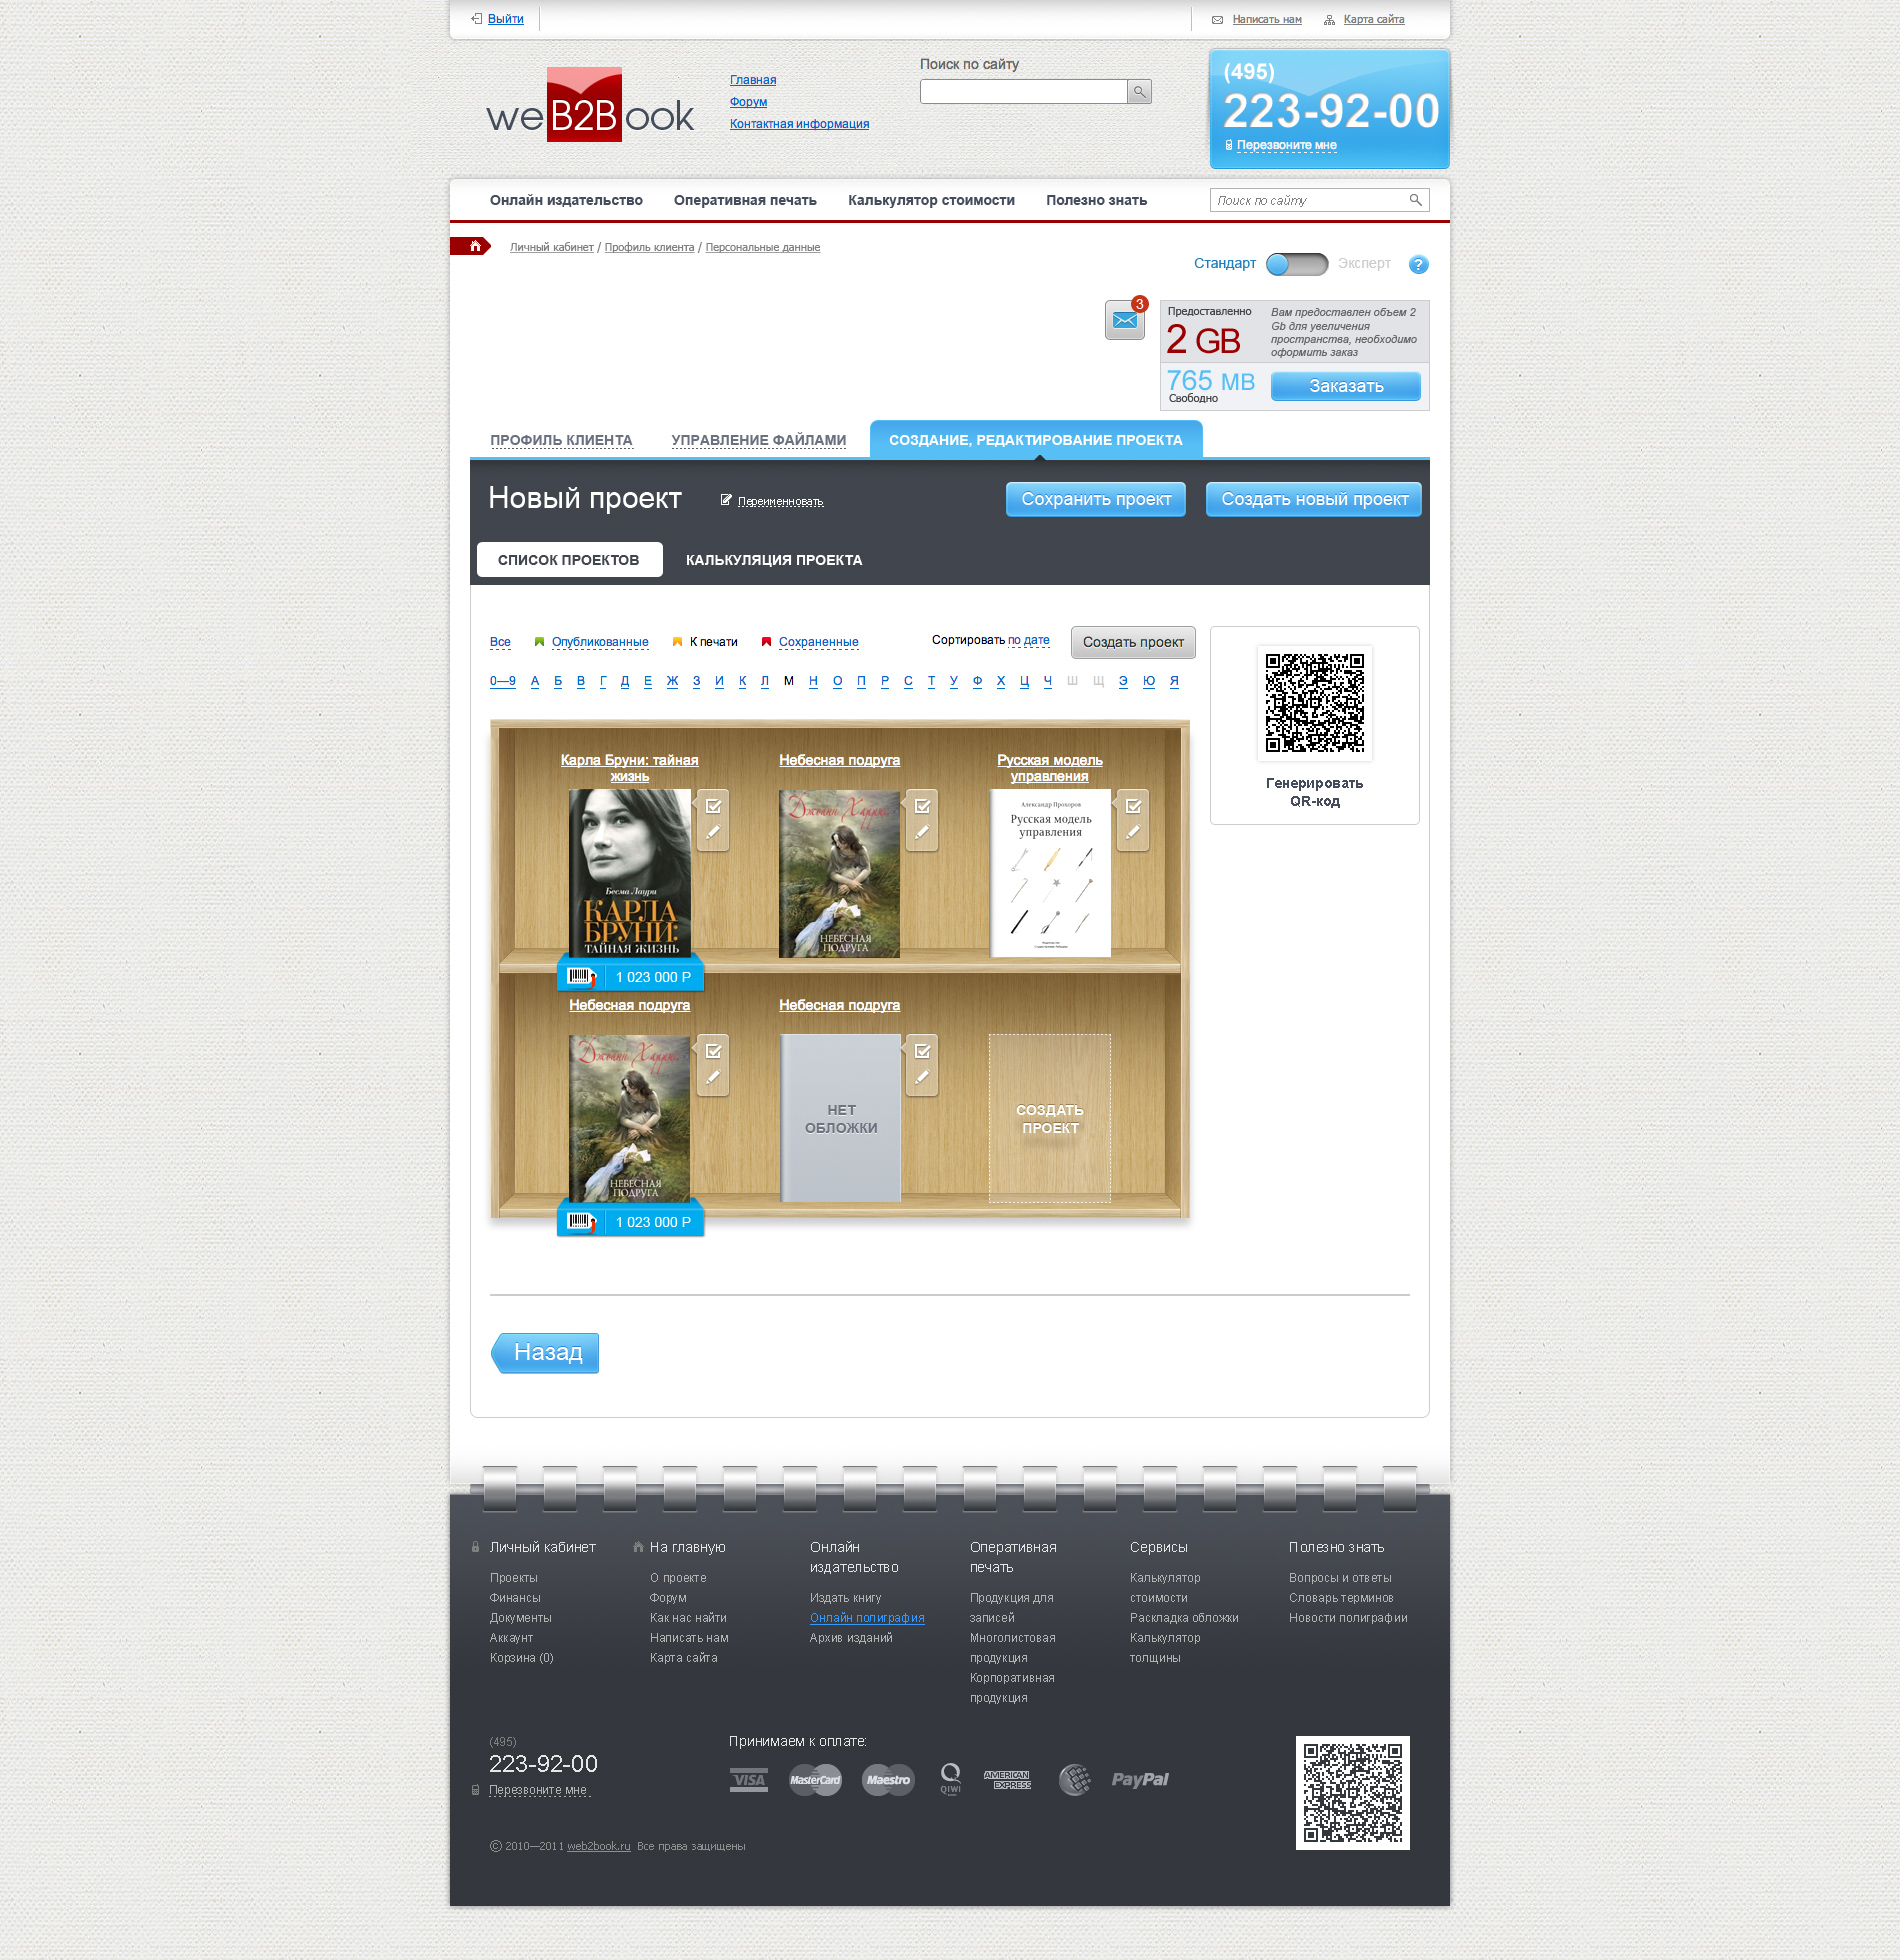 Выйти
Написать нам
Карта сайта
weB2Book
Главная
Форум
Контактная информация
Поиск по сайту
(495)
223-92-00
Перезвоните мне
Онлайн издательство
Оперативная печать
Калькулятор стоимости
Полезно знать
Поиск по сайту
Личный кабинет / Профиль клиента / Персональные данные
Стандарт
Эксперт
?
3
Предоставленно
2 GB
Вам предоставлен объем 2
Gb для увеличения
пространства, необходимо
оформить заказ
765 MB
Свободно
Заказать
ПРОФИЛЬ КЛИЕНТА
УПРАВЛЕНИЕ ФАЙЛАМИ
СОЗДАНИЕ, РЕДАКТИРОВАНИЕ ПРОЕКТА
Новый проект
Переименновать
Сохранить проект
Создать новый проект
СПИСОК ПРОЕКТОВ
КАЛЬКУЛЯЦИЯ ПРОЕКТА
Все
Опубликованные
К печати
Сохраненные
Сортировать по дате
Создать проект
0—9 А Б В Г Д Е Ж З И К Л М Н О П Р С Т У Ф Х Ц Ч Ш Щ Э Ю Я
Генерировать
QR-код
Карла Бруни: тайная
жизнь
Небесная подруга
Русская модель
управления
Бесма Лаури
КАРЛА
БРУНИ:
ТАЙНАЯ ЖИЗНЬ
Джоанн Харрис
НЕБЕСНАЯ
ПОДРУГА
Александр Прохоров
Русская модель
управления
1 023 000 Р
Небесная подруга
Небесная подруга
Джоанн Харрис
НЕБЕСНАЯ
ПОДРУГА
НЕТ
ОБЛОЖКИ
СОЗДАТЬ
ПРОЕКТ
1 023 000 Р
Назад
Личный кабинет
Проекты
Финансы
Документы
Аккаунт
Корзина (0)
На главную
О проекте
Форум
Как нас найти
Написать нам
Карта сайта
Онлайн
издательство
Издать книгу
Онлайн полиграфия
Архив изданий
Оперативная
печать
Продукция для
записей
Многолистовая
продукция
Корпоративная
продукция
Сервисы
Калькулятор
стоимости
Раскладка обложки
Калькулятор
толщины
Полезно знать
Вопросы и ответы
Словарь терминов
Новости полиграфии
(495)
223-92-00
Перезвоните мне
Принимаем к оплате:
VISA
MasterCard
Maestro
QIWI
AMERICAN
EXPRESS
PayPal
© 2010—2011 web2book.ru Все права защищены